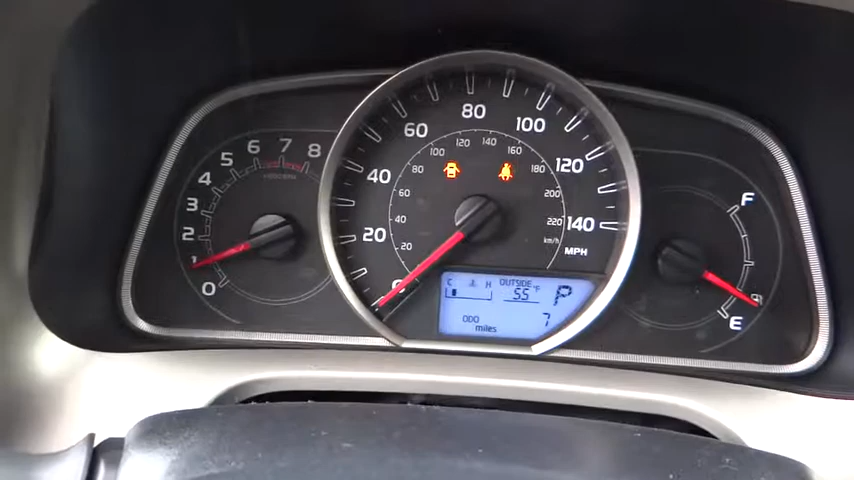 0 1 2 3 4 5 6 7 8
0 20 40 60 80 100 120 140
20 40 60 80 100 120 140 160 180 200 220
km/h
MPH
C H OUTSIDE
55 °F P
ODO 7
miles
F
E